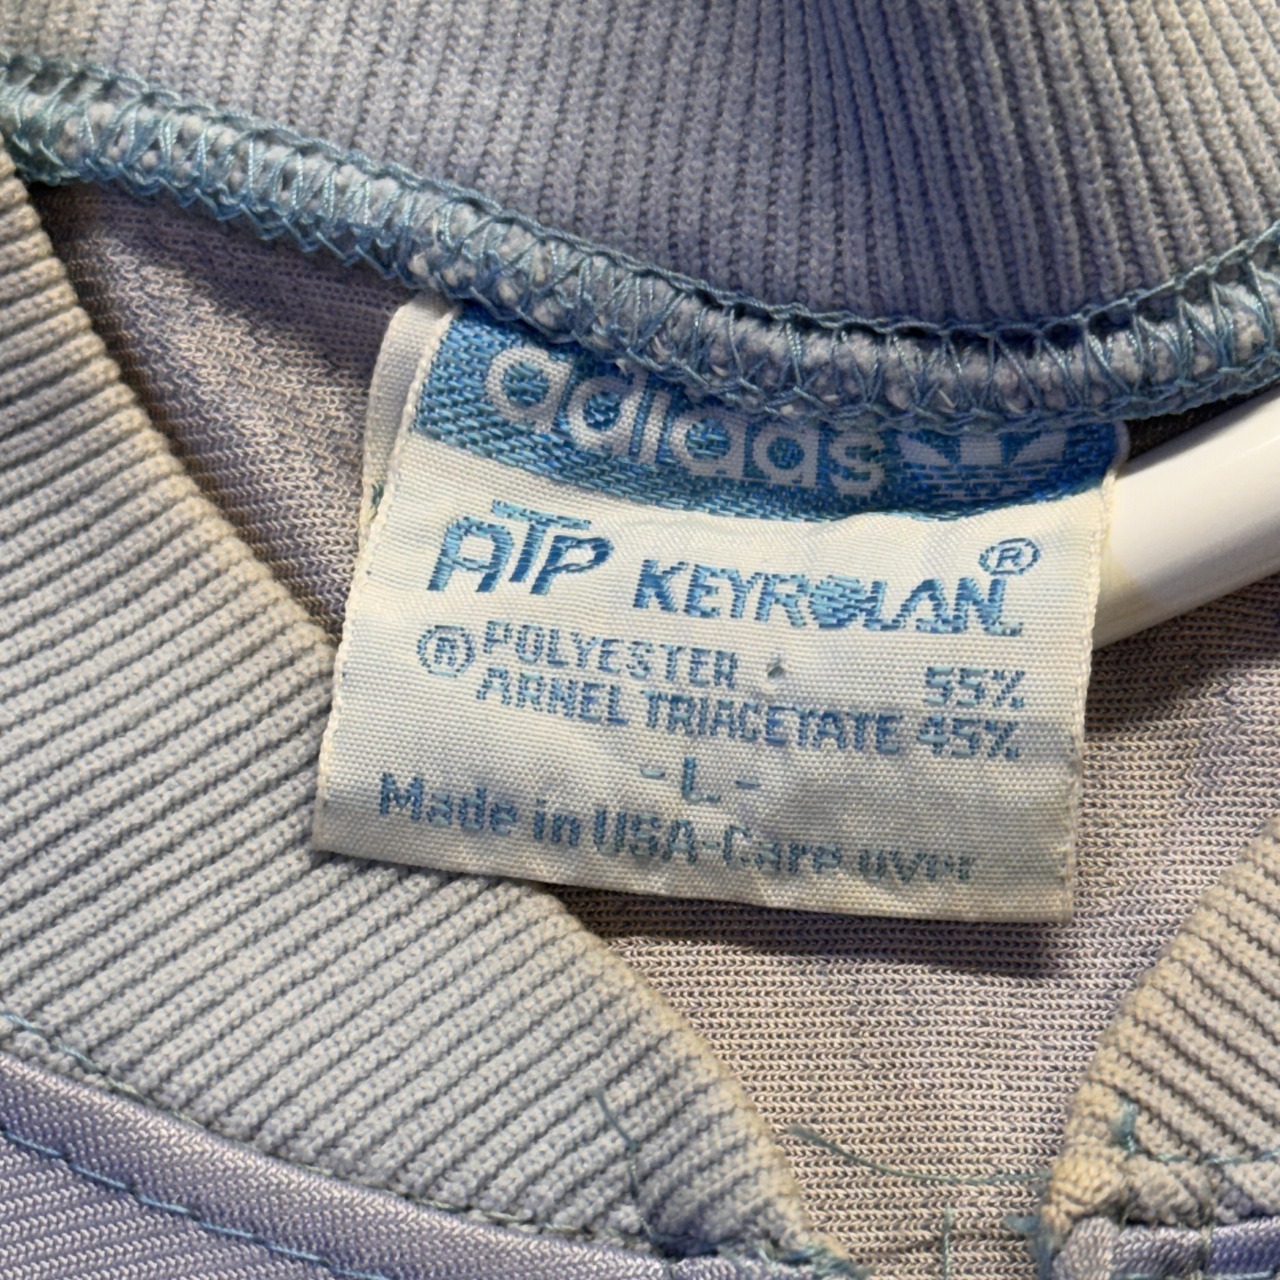 adidas
ATP KEYROLAN®
® POLYESTER 55%
ARNEL TRIACETATE 45%
- L -
Made in USA-Care over